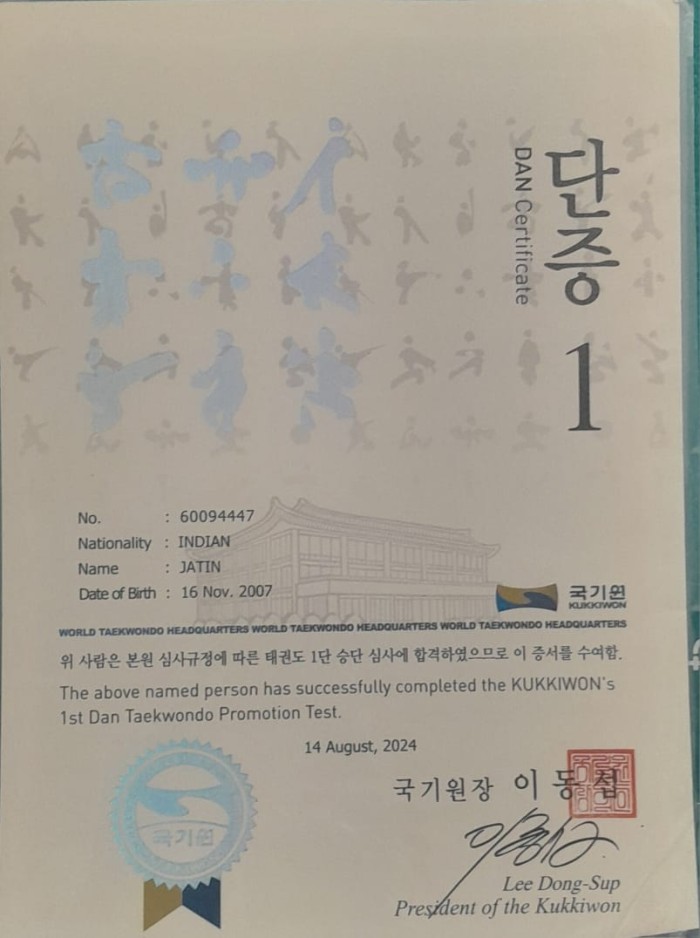 단증
DAN Certificate
1
No. : 60094447
Nationality : INDIAN
Name : JATIN
Date of Birth : 16 Nov. 2007
국기원
KUKKIWON
WORLD TAEKWONDO HEADQUARTERS WORLD TAEKWONDO HEADQUARTERS WORLD TAEKWONDO HEADQUARTERS
위 사람은 본원 심사규정에 따른 태권도 1단 승단 심사에 합격하였으므로 이 증서를 수여함.
The above named person has successfully completed the KUKKIWON's
1st Dan Taekwondo Promotion Test.
14 August, 2024
국기원장 이동섭
국기원
Lee Dong-Sup
President of the Kukkiwon